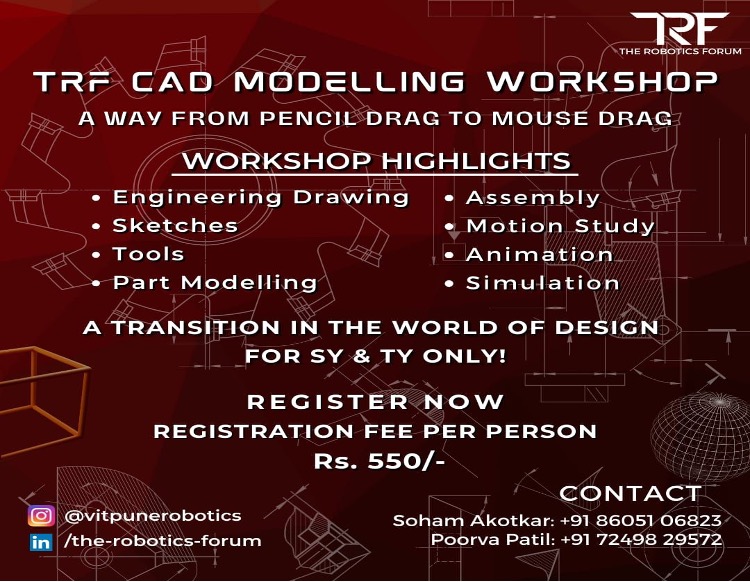 TRF
THE ROBOTICS FORUM
TRF CAD MODELLING WORKSHOP
A WAY FROM PENCIL DRAG TO MOUSE DRAG
WORKSHOP HIGHLIGHTS
• Engineering Drawing
• Sketches
• Tools
• Part Modelling
• Assembly
• Motion Study
• Animation
• Simulation
A TRANSITION IN THE WORLD OF DESIGN
FOR SY & TY ONLY!
REGISTER NOW
REGISTRATION FEE PER PERSON
Rs. 550/-
@vitpunerobotics
in /the-robotics-forum
CONTACT
Soham Akotkar: +91 86051 06823
Poorva Patil: +91 72498 29572